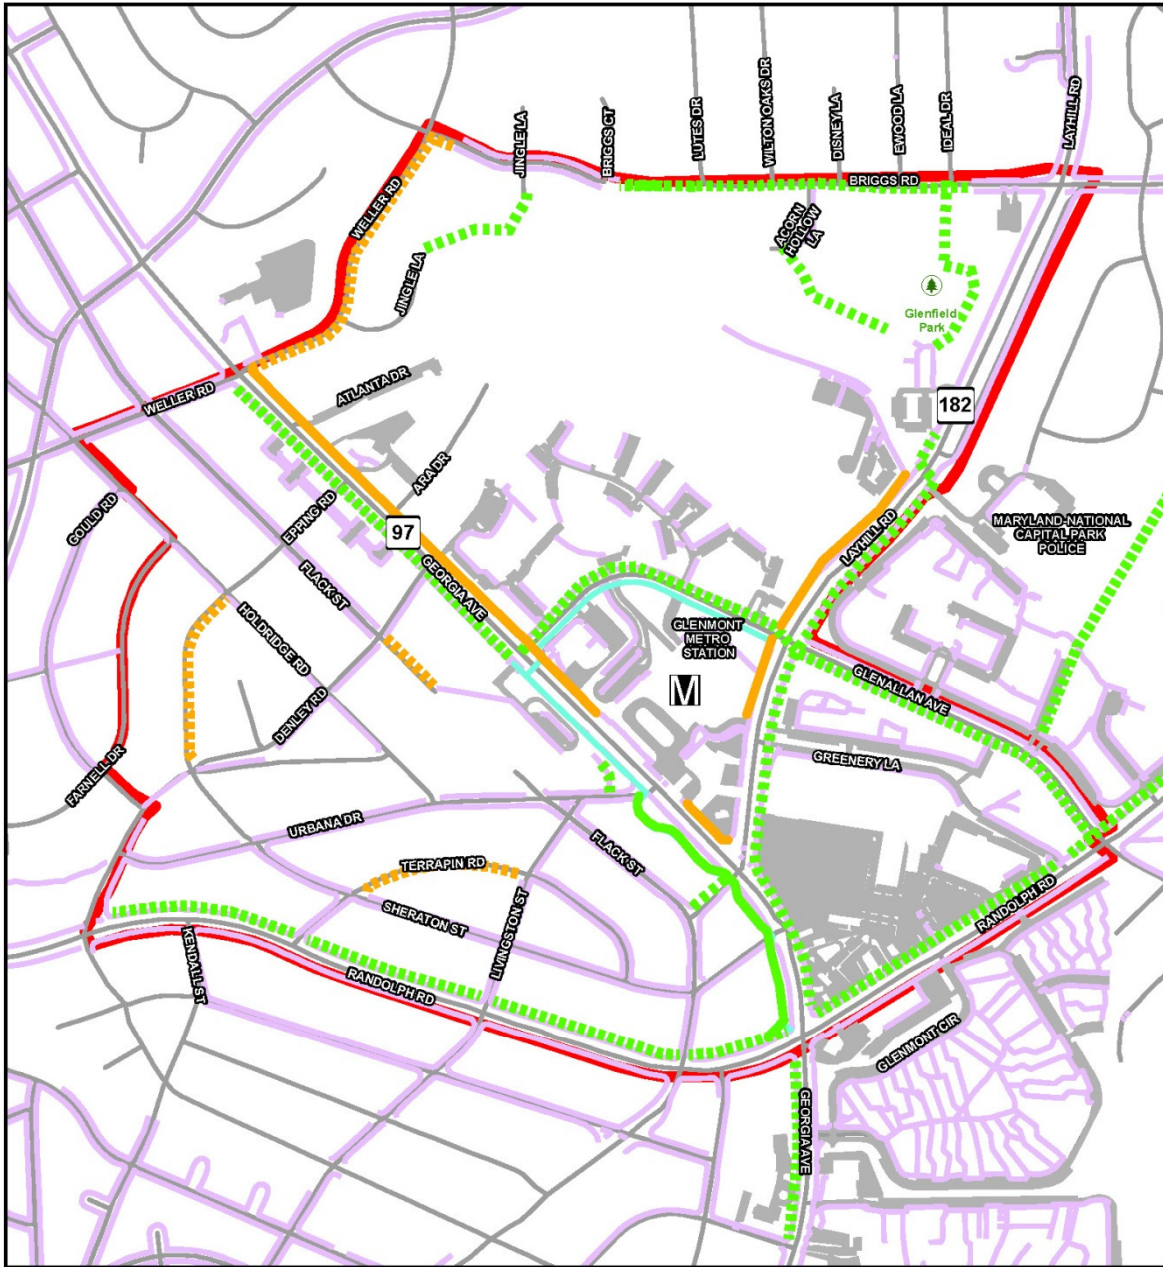 JINGLE LA
BRIGGS CT
LUTES DR
WILTON OAKS DR
DISNEY LA
EWOOD LA
IDEAL DR
LAYHILL RD
BRIGGS RD
WELLER RD
ACORN
HOLLOW
LA
JINGLE LA
Glenfield
Park
ATLANTA DR
WELLER RD
182
ARA DR
GOULD RD
EPPING RD
97
LAYHILL RD
MARYLAND-NATIONAL
CAPITAL PARK
POLICE
FLACK ST
GEORGIA AVE
HOLDRIDGE RD
GLENMONT
METRO
STATION
M
GLENALLAN AVE
DENLEY RD
FARNELL DR
GREENERY LA
URBANA DR
FLACK ST
TERRAPIN RD
SHERATON ST
LIVINGSTON ST
RANDOLPH RD
KENDALL ST
RANDOLPH RD
GLENMONT CIR
GEORGIA AVE